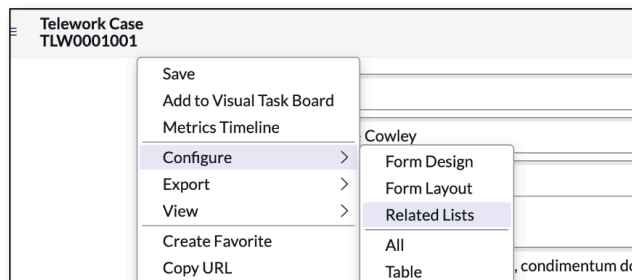 Telework Case
TLW0001001
Save
Add to Visual Task Board
Metrics Timeline
Cowley
Configure
Form Design
Export
Form Layout
View
Related Lists
Create Favorite
All
Copy URL
Table
, condimentum